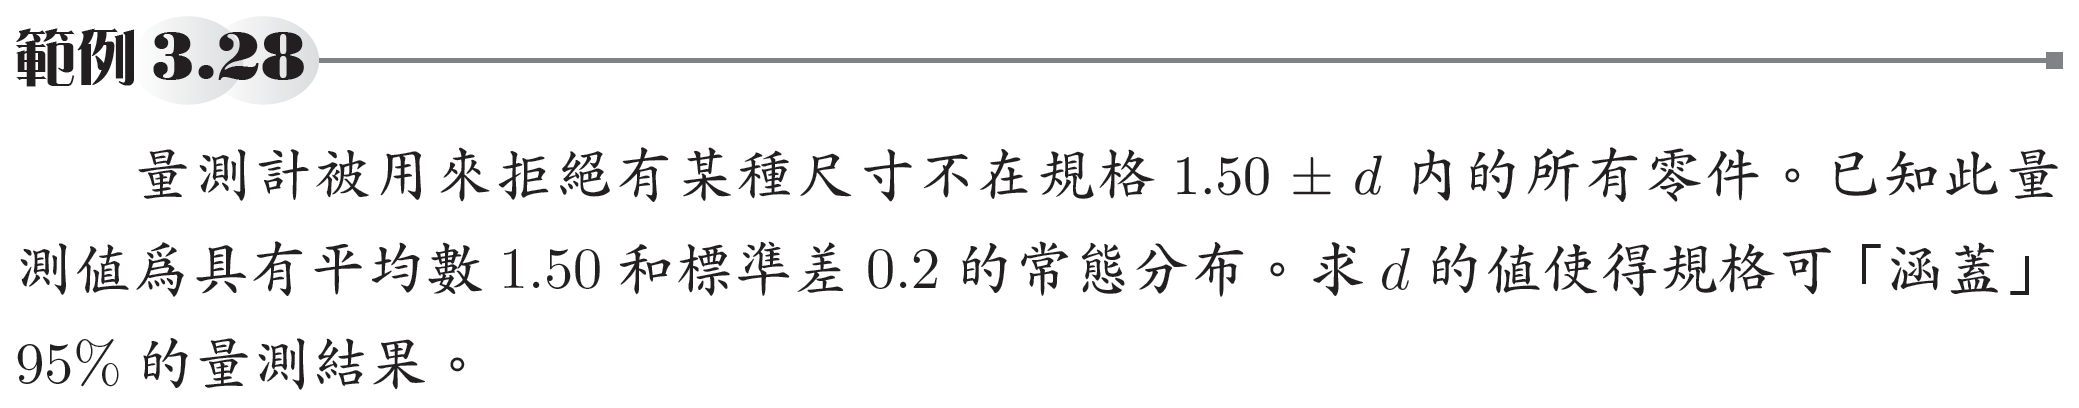 範例 3.28
量測計被用來拒絕有某種尺寸不在規格 1.50 ± d 內的所有零件。已知此量
測值為具有平均數 1.50 和標準差 0.2 的常態分布。求 d 的值使得規格可「涵蓋」
95% 的量測結果。